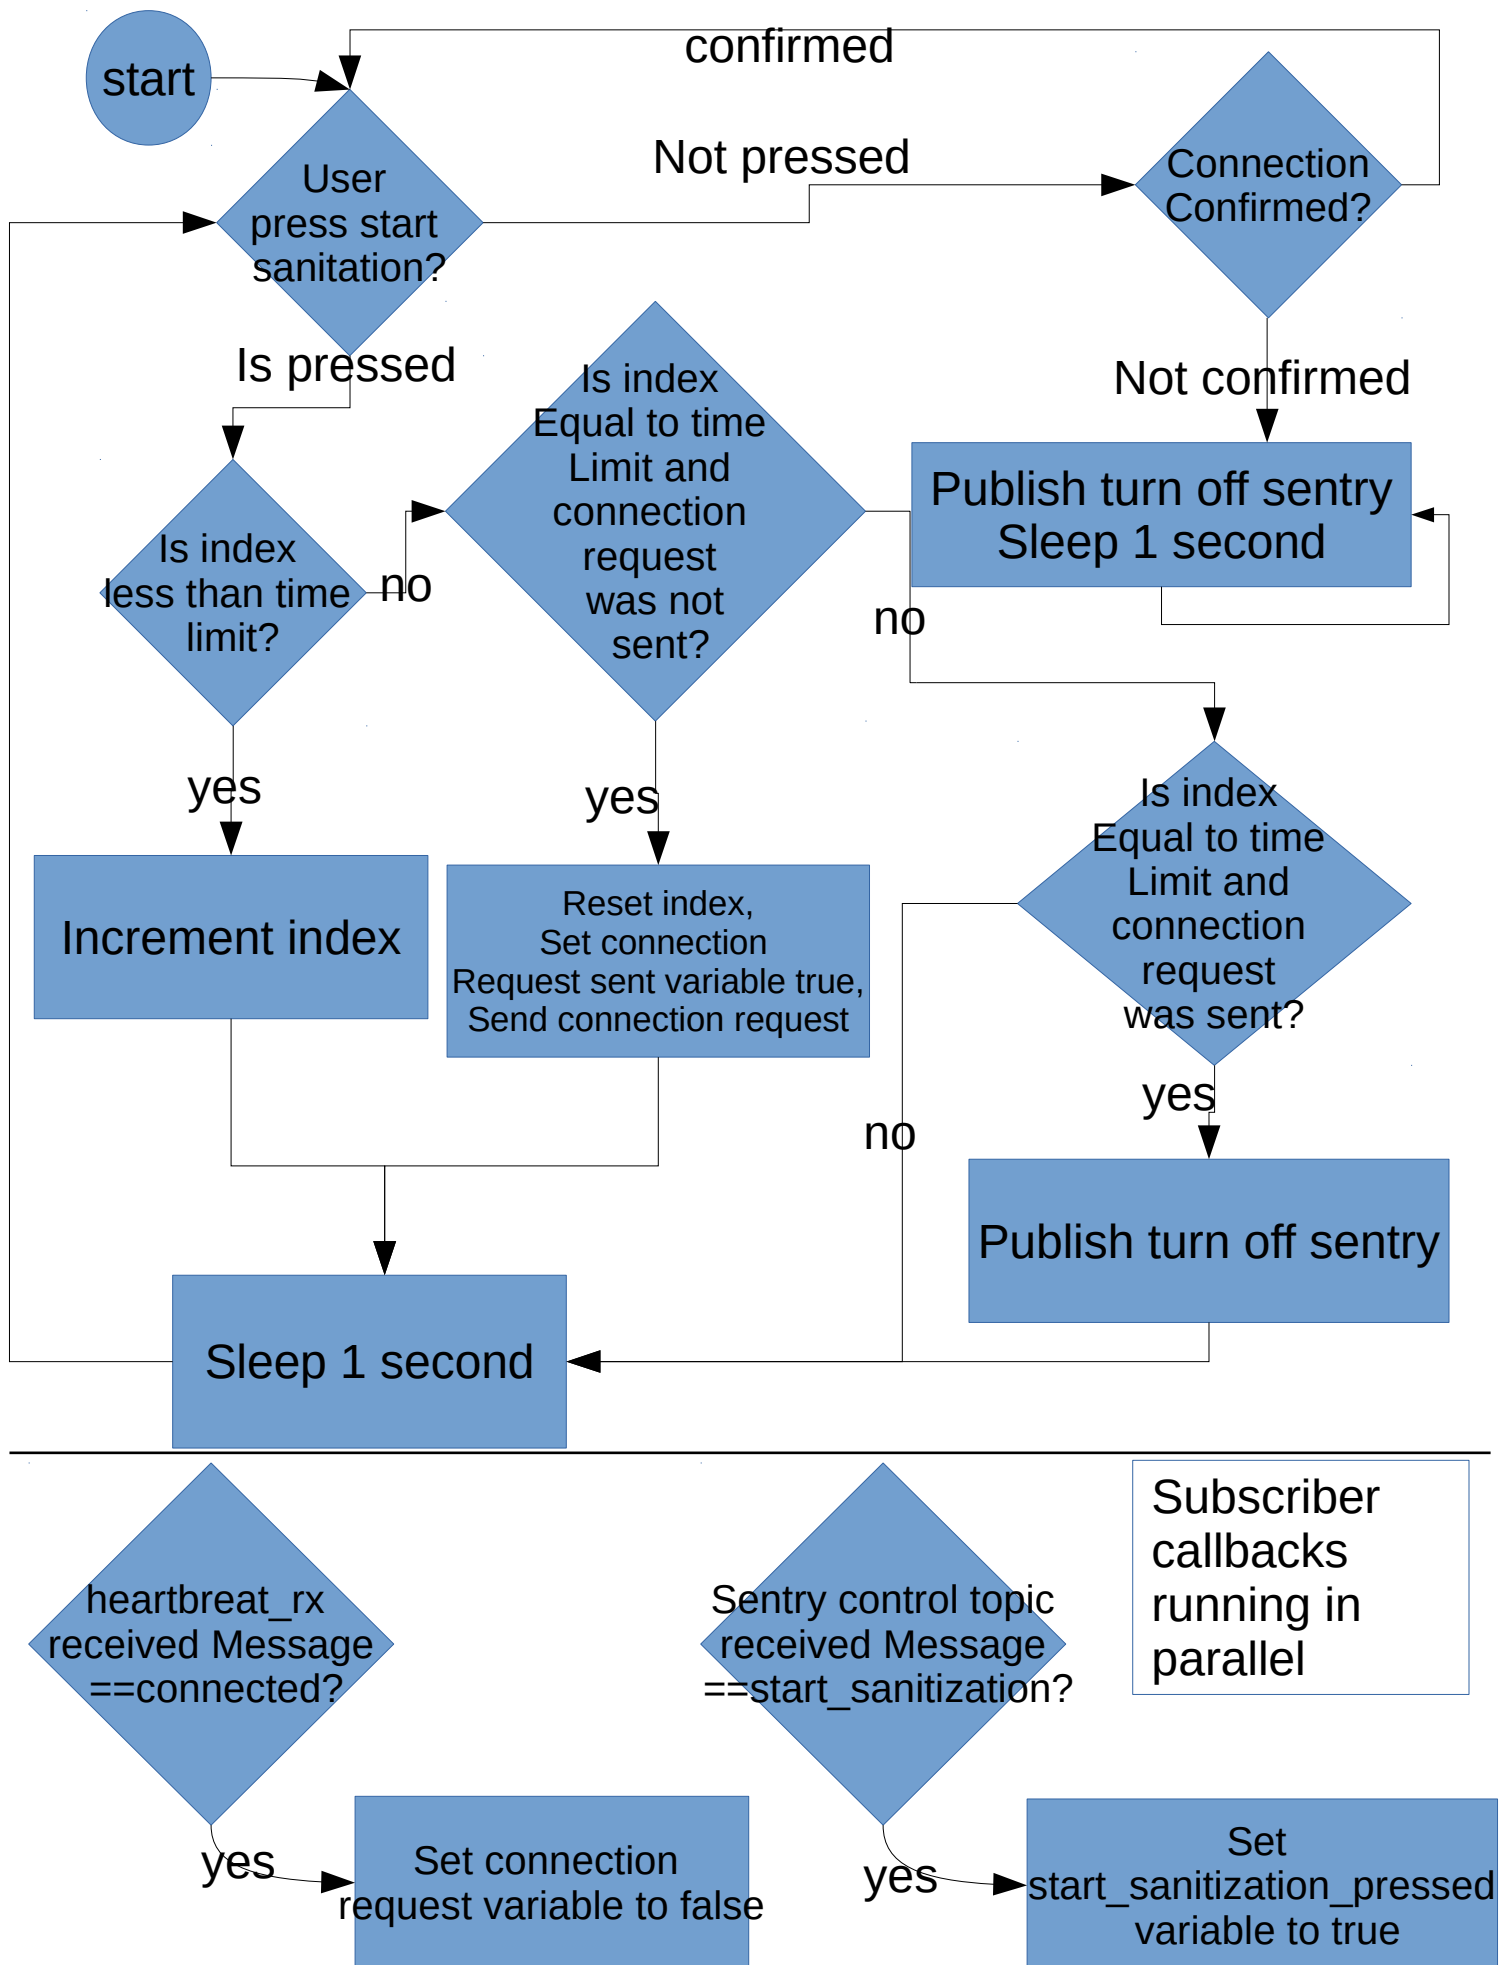 confirmed
start
Not pressed
Connection
Confirmed?
User
press start
sanitation?
Is pressed
Not confirmed
Is index
Equal to time
Limit and
connection
request
was not
sent?
Publish turn off sentry
Sleep 1 second
Is index
less than time
limit?
no
no
yes
yes
Is index
Equal to time
Limit and
connection
request
was sent?
Increment index
Reset index,
Set connection
Request sent variable true,
Send connection request
yes
no
Publish turn off sentry
Sleep 1 second
Subscriber
callbacks
running in
parallel
heartbreat_rx
received Message
==connected?
Sentry control topic
received Message
==start_sanitization?
yes
Set connection
request variable to false
yes
Set
start_sanitization_pressed
variable to true